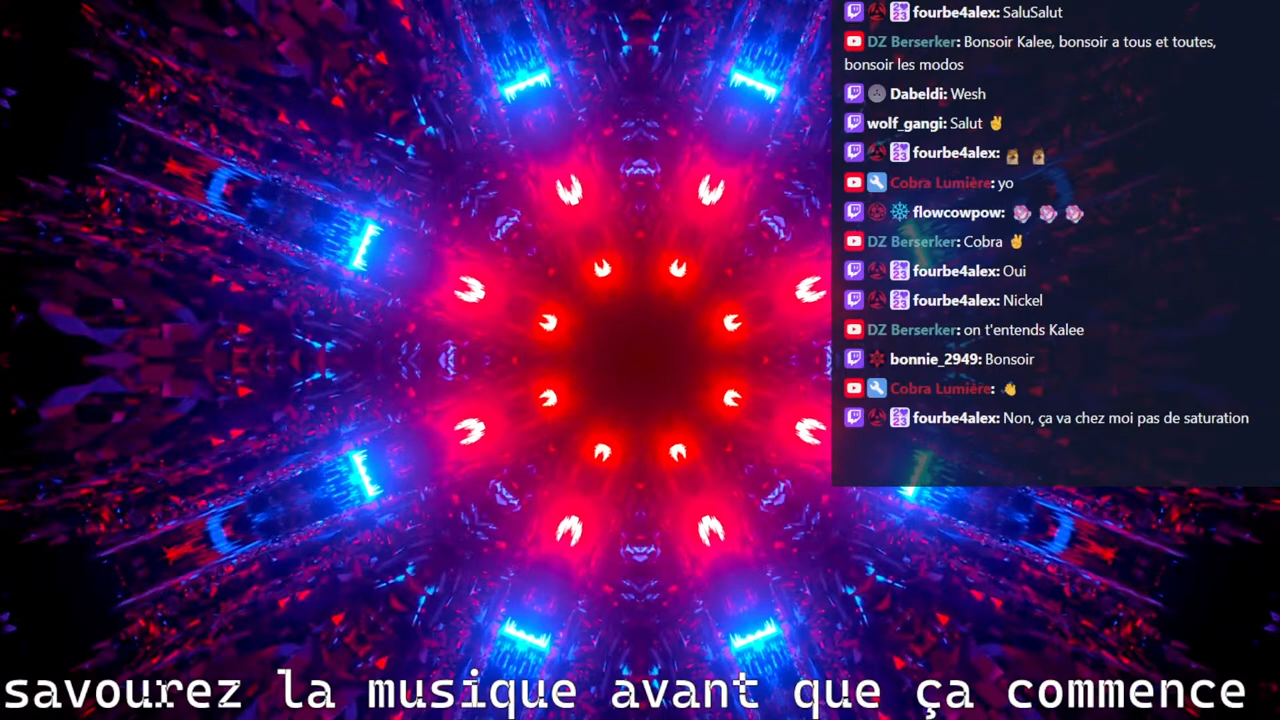 fourbe4alex: SaluSalut
DZ Berserker: Bonsoir Kalee, bonsoir a tous et toutes,
bonsoir les modos
Dabeldi: Wesh
wolf_gangi: Salut ✌️
fourbe4alex:
Cobra Lumière: yo
flowcowpow:
DZ Berserker: Cobra ✌️
fourbe4alex: Oui
fourbe4alex: Nickel
DZ Berserker: on t'entends Kalee
bonnie_2949: Bonsoir
Cobra Lumière: 👋
fourbe4alex: Non, ça va chez moi pas de saturation
savourez la musique avant que ça commence